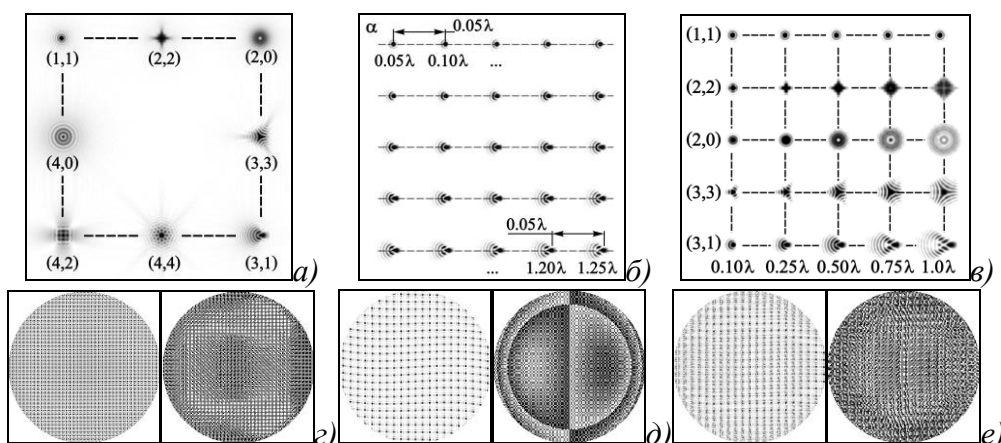 (1,1) (2,2) (2,0)
(4,0) (3,3)
(4,2) (4,4) (3,1)
а)
α 0.05λ
0.05λ 0.10λ ...
0.05λ
... 1.20λ 1.25λ
б)
(1,1)
(2,2)
(2,0)
(3,3)
(3,1)
0.10λ 0.25λ 0.50λ 0.75λ 1.0λ
в)
г) д) е)